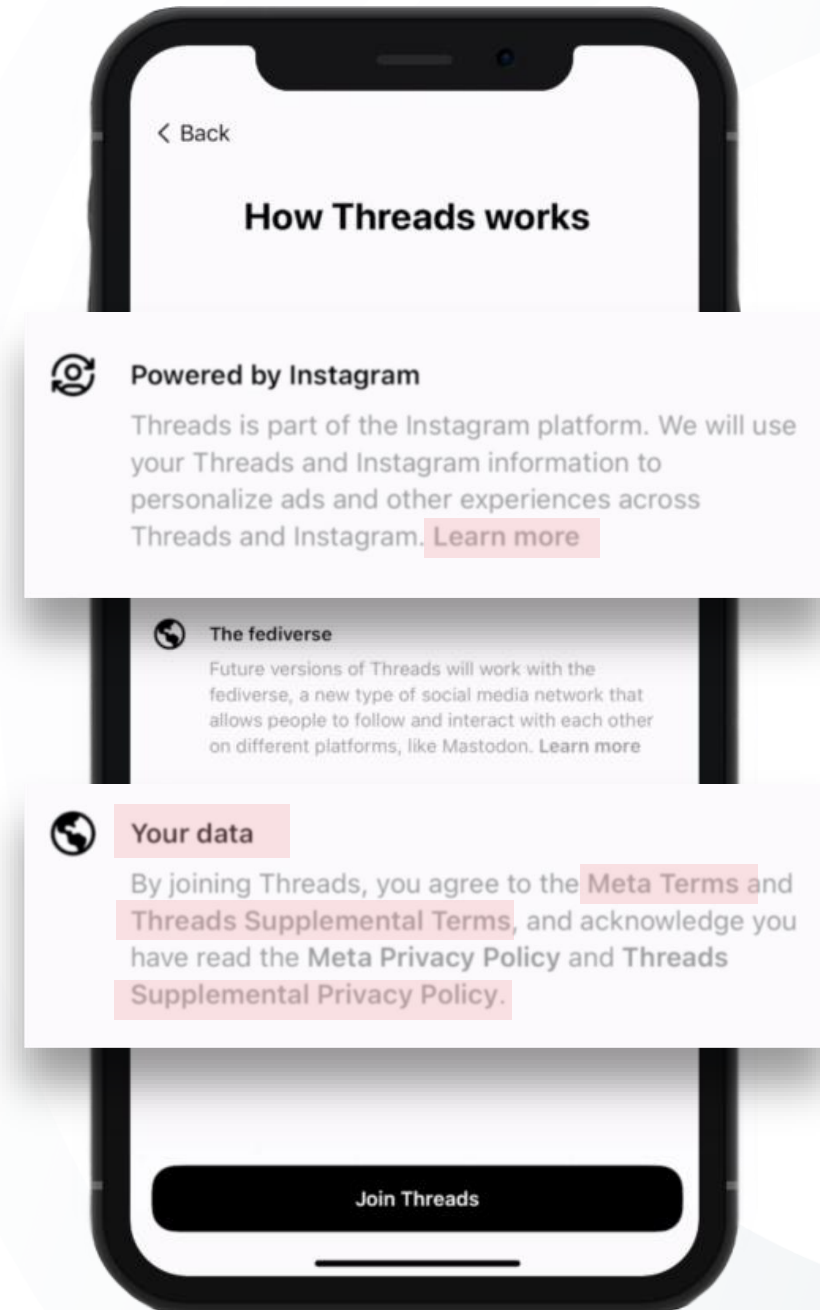 Back
How Threads works
Powered by Instagram
Threads is part of the Instagram platform. We will use
your Threads and Instagram information to
personalize ads and other experiences across
Threads and Instagram. Learn more
The fediverse
Future versions of Threads will work with the
fediverse, a new type of social media network that
allows people to follow and interact with each other
on different platforms, like Mastodon. Learn more
Your data
By joining Threads, you agree to the Meta Terms and
Threads Supplemental Terms, and acknowledge you
have read the Meta Privacy Policy and Threads
Supplemental Privacy Policy.
Join Threads